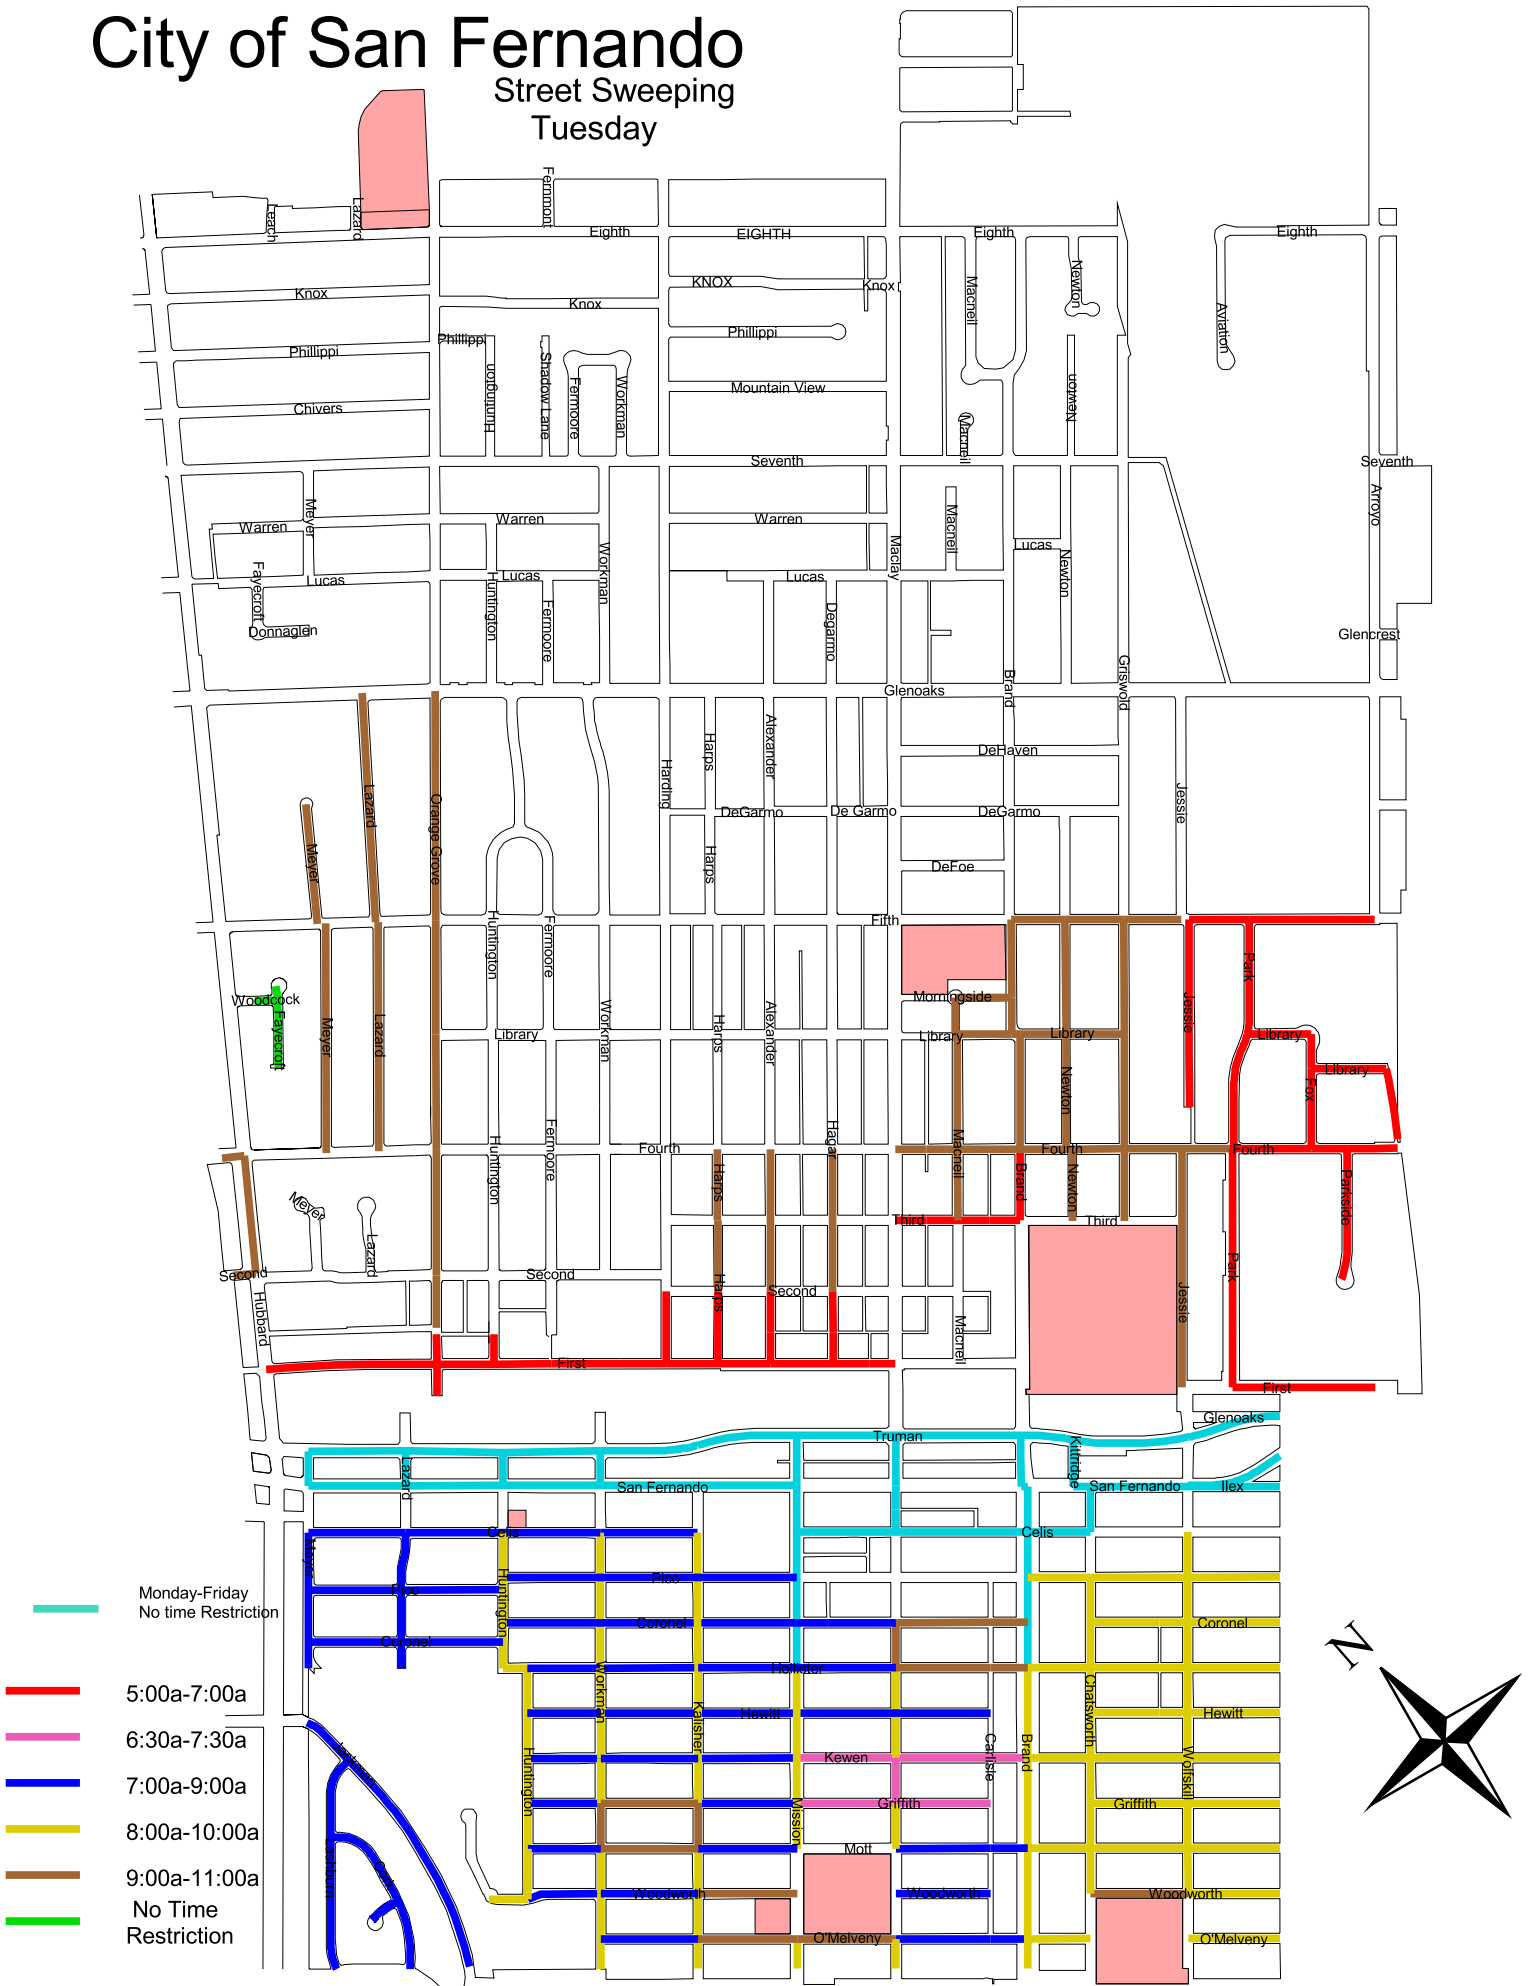 City of San Fernando
Street Sweeping
Tuesday
Fernmont
Leach
Lazard
Eighth
EIGHTH
Eighth
Eighth
Knox
Knox
KNOX
Knox
Macneil
Newton
Aviation
Phillippi
Phillippi
Phillippi
Huntington
Shadow Lane
Fermoore
Workman
Mountain View
Newton
Chivers
Macneil
Seventh
Seventh
Arroyo
Meyer
Warren
Warren
Warren
Macneil
Maclay
Workman
Lucas
Newton
Fayecroft
Lucas
Lucas
Lucas
Huntington
Fermoore
Degarmo
Donnaglen
Glencrest
Brand
Griswold
Glenoaks
Harps
Alexander
DeHaven
Harding
Lazard
Orange Grove
Jessie
DeGarmo
De Garmo
DeGarmo
Meyer
Harps
DeFoe
Fifth
Huntington
Fermoore
Park
Woodcock
Fayecroft
Morningside
Jessie
Meyer
Lazard
Library
Workman
Harps
Alexander
Library
Library
Library
Library
Newton
Fox
Huntington
Fermoore
Fourth
Hagar
Macneil
Fourth
Fourth
Harps
Brand
Newton
Parkside
Meyer
Lazard
Third
Third
Second
Second
Second
Park
Harps
Jessie
Hubbard
Macneil
First
First
Glenoaks
Truman
Kittridge
Lazard
San Fernando
San Fernando
Ilex
Celis
Celis
Meyer
Pico
Pico
Huntington
Coronel
Coronel
Coronel
Hollister
Workman
Kalisher
Hewitt
Hewitt
Chatsworth
Carlisle
Brand
Wolfskill
Jackman
Huntington
Kewen
Griffith
Griffith
Mission
Mott
Lashburn
Cork
Woodworth
Woodworth
Woodworth
O'Melveny
O'Melveny
Monday-Friday
No time Restriction
5:00a-7:00a
6:30a-7:30a
7:00a-9:00a
8:00a-10:00a
9:00a-11:00a
No Time
Restriction
N